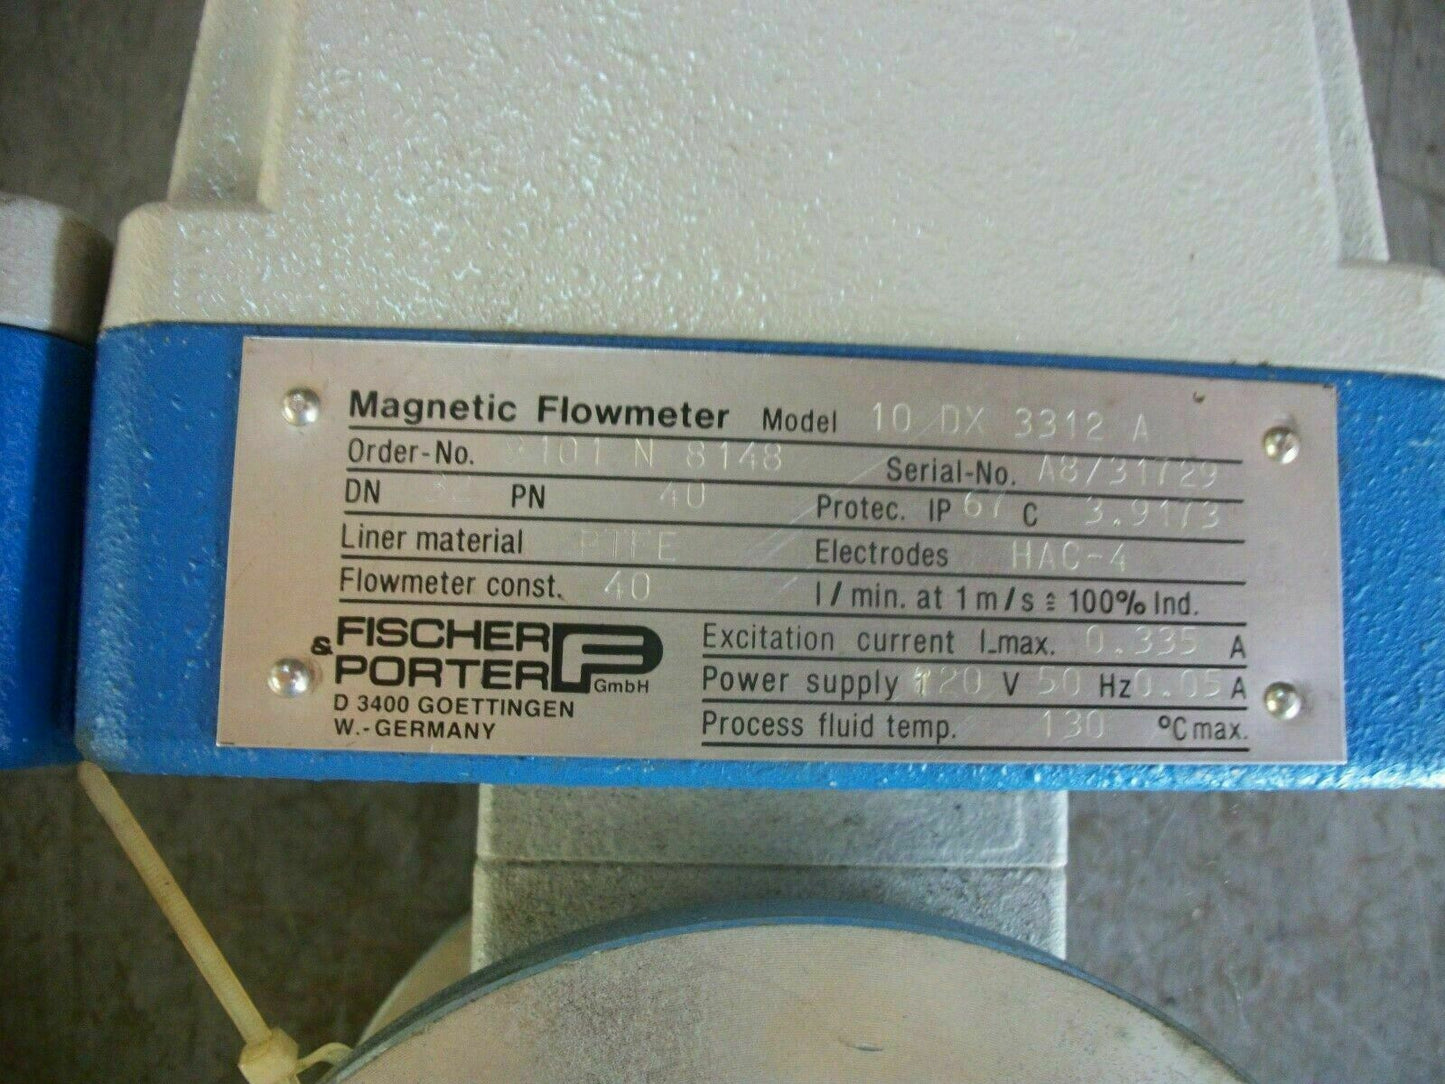 Magnetic Flowmeter Model 10 DX 3312 A
Order-No. 9101 N 8148 Serial-No. A8/31729
DN 32 PN 40 Protec. IP 67 C 3.9173
Liner material PTFE Electrodes HAC-4
Flowmeter const. 40 l / min. at 1 m / s ≙ 100% Ind.
FISCHER
& PORTER GmbH
D 3400 GOETTINGEN
W.-GERMANY
Excitation current I_max. 0.335 A
Power supply 120 V 50 Hz 0.05 A
Process fluid temp. 130 °C max.